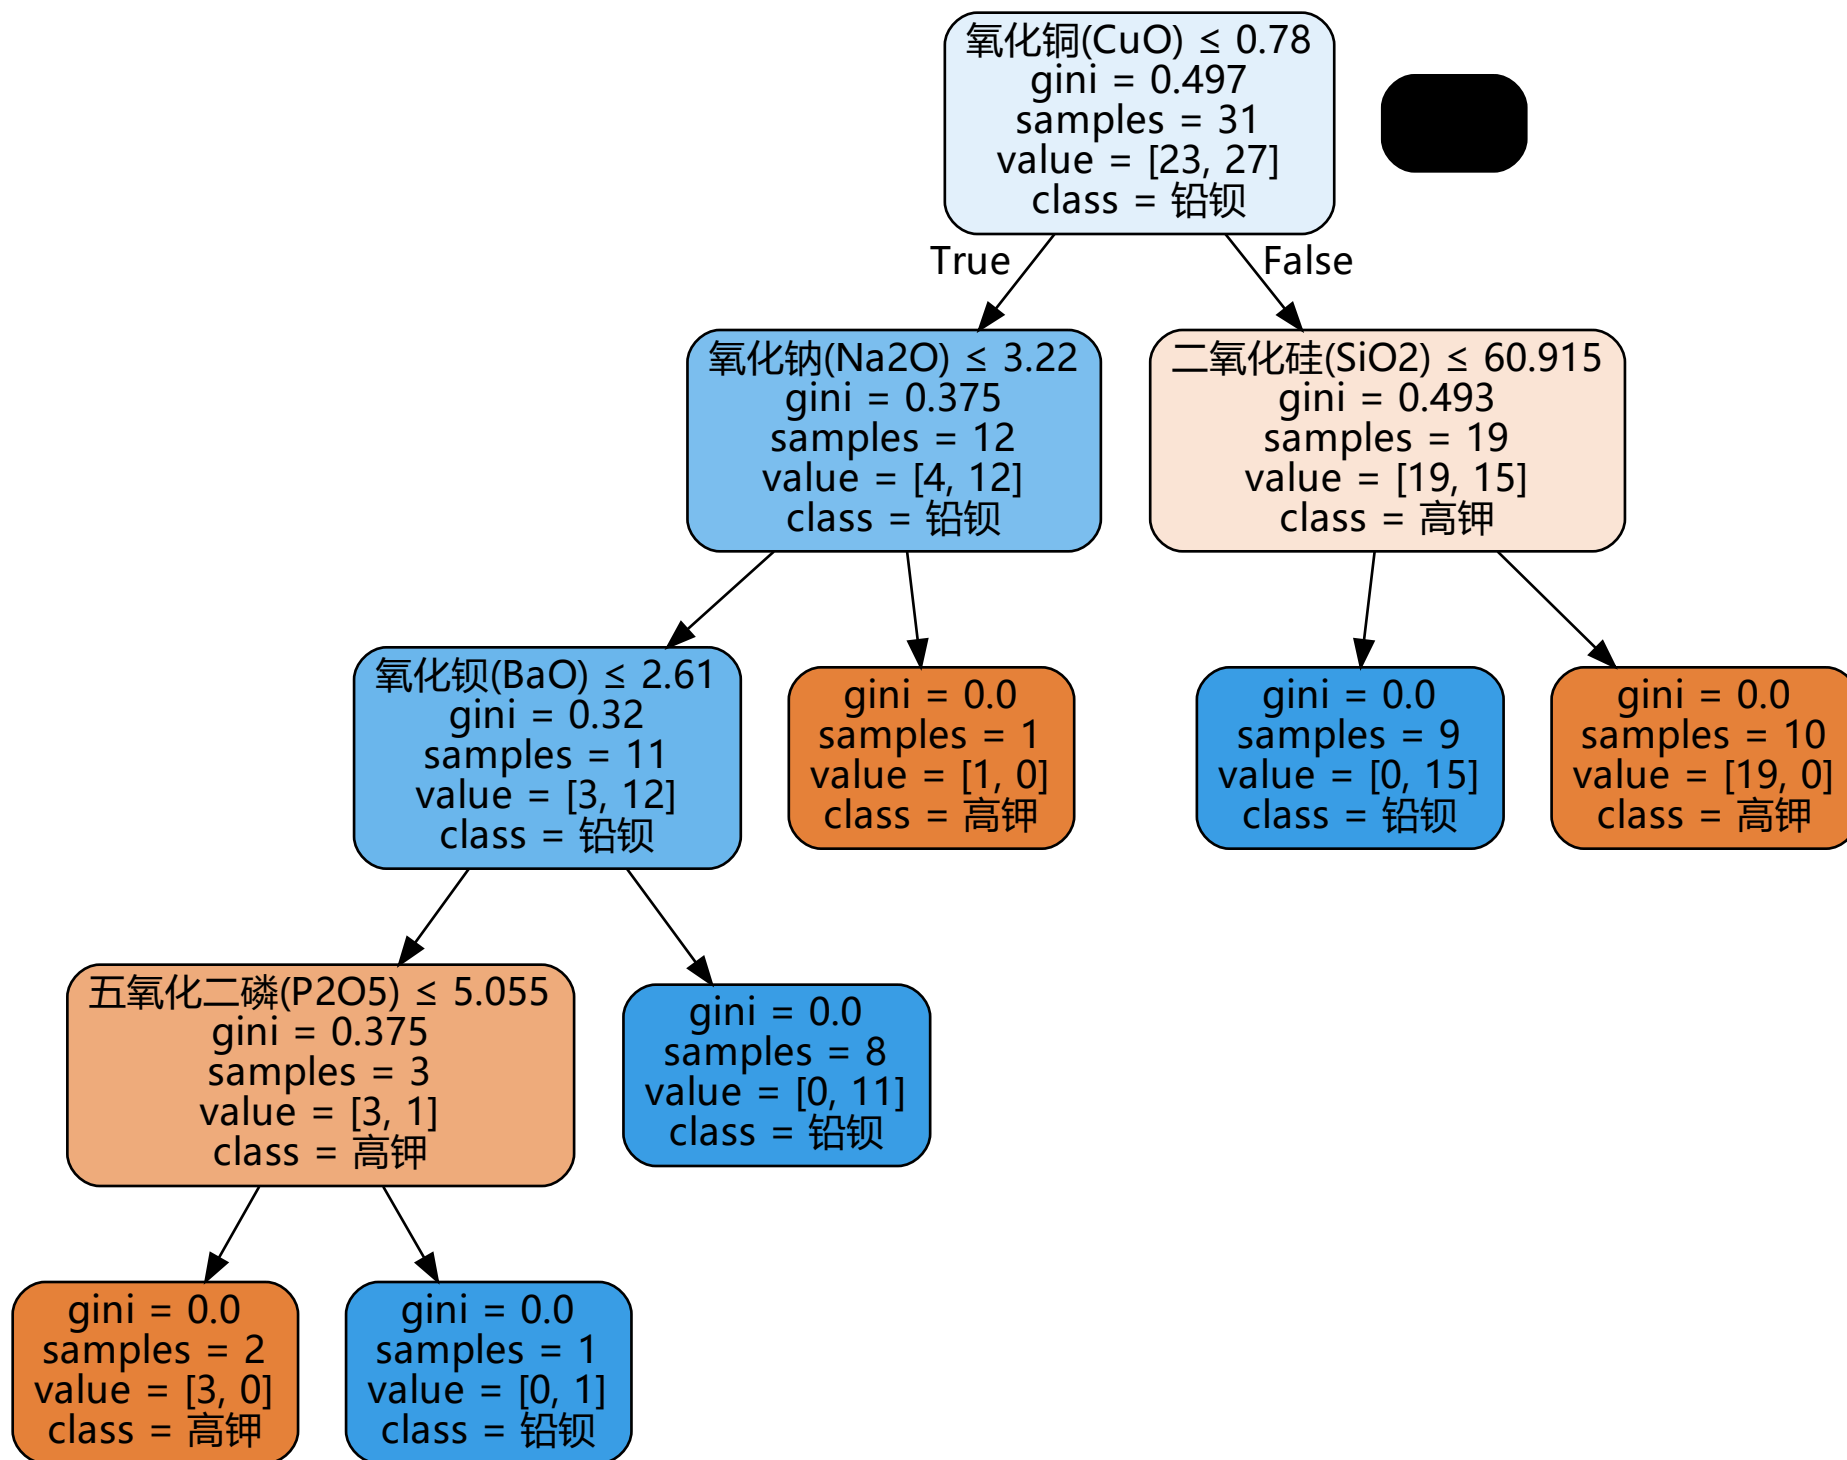 氧化铜(CuO) ≤ 0.78
gini = 0.497
samples = 31
value = [23, 27]
class = 铅钡
True
False
氧化钠(Na2O) ≤ 3.22
gini = 0.375
samples = 12
value = [4, 12]
class = 铅钡
二氧化硅(SiO2) ≤ 60.915
gini = 0.493
samples = 19
value = [19, 15]
class = 高钾
氧化钡(BaO) ≤ 2.61
gini = 0.32
samples = 11
value = [3, 12]
class = 铅钡
gini = 0.0
samples = 1
value = [1, 0]
class = 高钾
gini = 0.0
samples = 9
value = [0, 15]
class = 铅钡
gini = 0.0
samples = 10
value = [19, 0]
class = 高钾
五氧化二磷(P2O5) ≤ 5.055
gini = 0.375
samples = 3
value = [3, 1]
class = 高钾
gini = 0.0
samples = 8
value = [0, 11]
class = 铅钡
gini = 0.0
samples = 2
value = [3, 0]
class = 高钾
gini = 0.0
samples = 1
value = [0, 1]
class = 铅钡